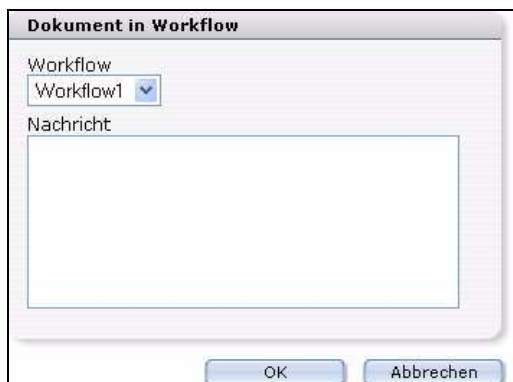 Dokument in Workflow
Workflow
Workflow1
Nachricht
OK Abbrechen